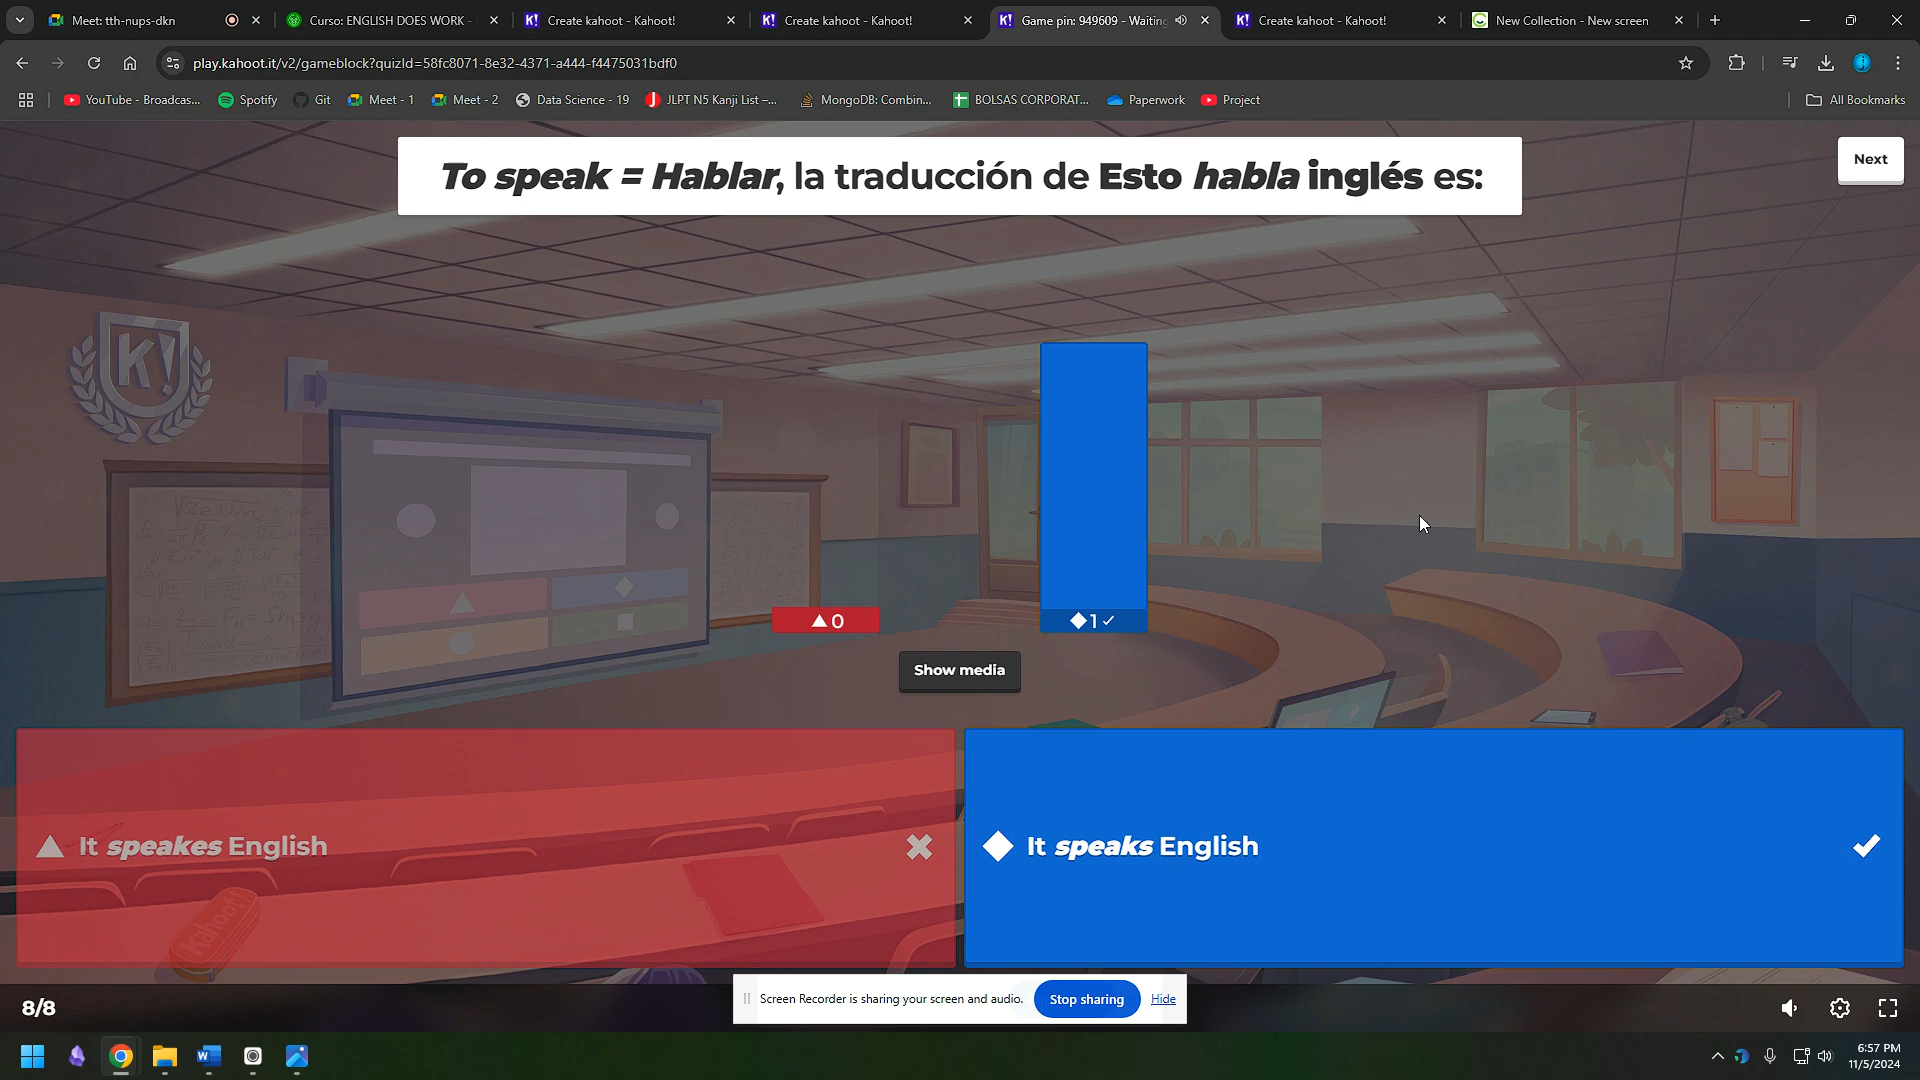 Meet: tth-nups-dkn
Curso: ENGLISH DOES WORK -
Create kahoot - Kahoot!
Create kahoot - Kahoot!
Game pin: 949609 - Waiting
Create kahoot - Kahoot!
New Collection - New screen
play.kahoot.it/v2/gameblock?quizId=58fc8071-8e32-4371-a444-f4475031bdf0
YouTube - Broadcas...
Spotify
Git
Meet - 1
Meet - 2
Data Science - 19
JLPT N5 Kanji List –...
MongoDB: Combin...
BOLSAS CORPORAT...
Paperwork
Project
All Bookmarks
To speak = Hablar, la traducción de Esto habla inglés es:
Next
K!
0
1
Show media
It speakes English
It speaks English
Kahoot!
8/8
Screen Recorder is sharing your screen and audio.
Stop sharing
Hide
6:57 PM
11/5/2024